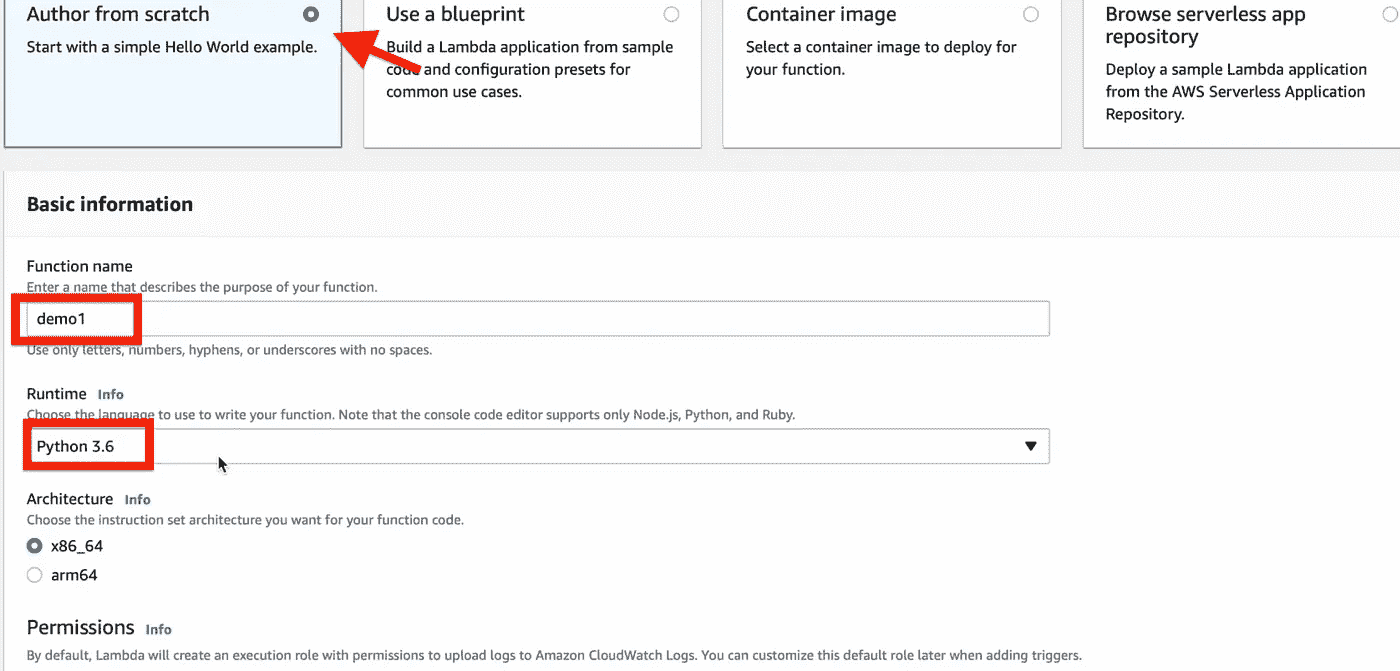 Author from scratch
Start with a simple Hello World example.
Use a blueprint
Build a Lambda application from sample
code and configuration presets for
common use cases.
Container image
Select a container image to deploy for
your function.
Browse serverless app
repository
Deploy a sample Lambda application
from the AWS Serverless Application
Repository.
Basic information
Function name
Enter a name that describes the purpose of your function.
demo1
Use only letters, numbers, hyphens, or underscores with no spaces.
Runtime Info
Choose the language to use to write your function. Note that the console code editor supports only Node.js, Python, and Ruby.
Python 3.6
Architecture Info
Choose the instruction set architecture you want for your function code.
x86_64
arm64
Permissions Info
By default, Lambda will create an execution role with permissions to upload logs to Amazon CloudWatch Logs. You can customize this default role later when adding triggers.